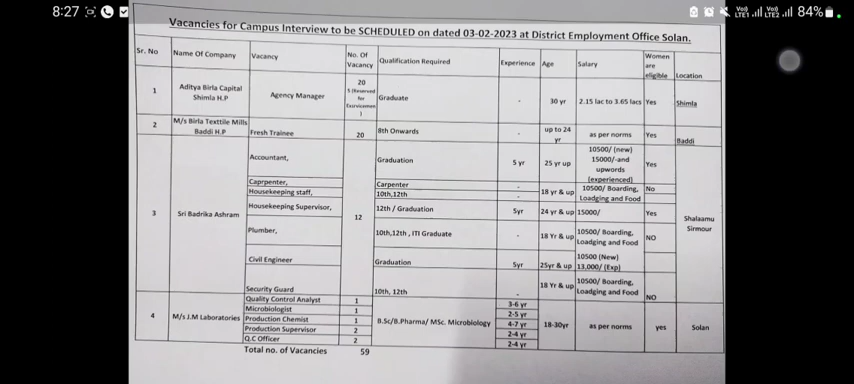 8:27 84%
Vacancies for Campus Interview to be SCHEDULED on dated 03-02-2023 at District Employment Office Solan.
Sr. No Name Of Company Vacancy No. Of Vacancy Qualification Required Experience Age Salary Women are eligible Location
1 Aditya Birla Capital Shimla H.P Agency Manager 20 Graduate - 30 yr 2.15 lac to 3.65 lacs Yes Shimla
2 M/s Birla Texttile Mills Baddi H.P Fresh Trainee 20 8th Onwards - up to 24 yr as per norms Yes Baddi
3 Sri Badrika Ashram 12 Shalaamu Sirmour
Accountant, Graduation 5 yr 25 yr up 10500/ (new) 15000/-and upwords (experienced) Yes
Caprpenter, Carpenter -
Housekeeping staff, 10th,12th - 18 yr & up 10500/ Boarding, Loadging and Food No
Housekeeping Supervisor, 12th / Graduation 5yr 24 yr & up 15000/ Yes
Plumber, 10th,12th , ITI Graduate - 18 Yr & up 10500/ Boarding, Loadging and Food NO
Civil Engineer Graduation 5yr 25yr & up 10500 (New) 13,000/ (Exp)
Security Guard 10th, 12th - 18 Yr & up 10500/ Boarding, Loadging and Food NO
4 M/s J.M Laboratories B.Sc/B.Pharma/ MSc. Microbiology 18-30yr as per norms yes Solan
Quality Control Analyst 1 3-6 yr
Microbiologist 1 2-5 yr
Production Chemist 1 4-7 yr
Production Supervisor 2 2-4 yr
Q.C Officer 2 2-4 yr
Total no. of Vacancies 59